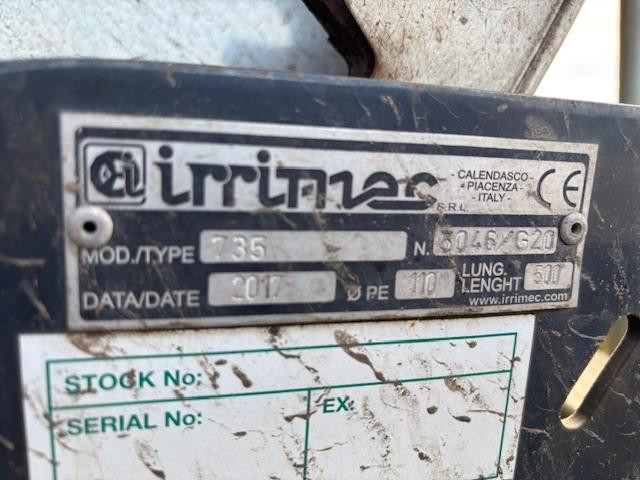 irrimec S.R.L.
- CALENDASCO -
- PIACENZA -
- ITALY -
CE
MOD./TYPE 735 N. 3046/G20
DATA/DATE 2017 Ø PE 110 LUNG. LENGHT 500
www.irrimec.com
STOCK No:
SERIAL No: EX: